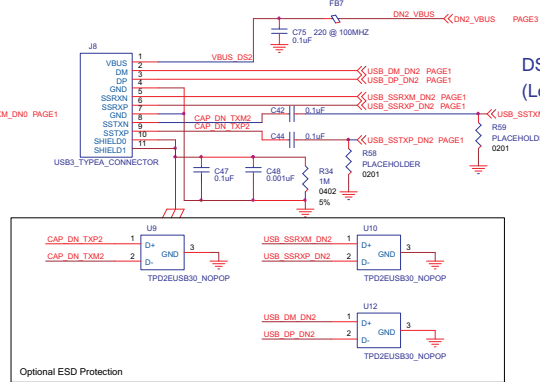 FB7
DN2_VBUS
DN2_VBUS PAGE3
C75
0.1uF
220 @ 100MHZ
J8
VBUS_DS2
VBUS
DM
DP
GND
SSRXN
SSRXP
GND
SSTXN
SSTXP
SHIELD0
SHIELD1
1
2
3
4
5
6
7
8
9
10
11
USB3_TYPEA_CONNECTOR
USB_DM_DN2 PAGE1
USB_DP_DN2 PAGE1
USB_SSRXM_DN2 PAGE1
USB_SSRXP_DN2 PAGE1
CAP_DN_TXM2
C42
0.1uF
CAP_DN_TXP2
C44
0.1uF
USB_SSTXP_DN2 PAGE1
XM_DN0 PAGE1
USB_SSTXM
DS
(Lo
R59
PLACEHOLD
0201
R58
PLACEHOLDER
0201
C47
0.1uF
C48
0.001uF
R34
1M
0402
5%
U9
CAP_DN_TXP2
1
D+
CAP_DN_TXM2
2
D-
GND
3
TPD2EUSB30_NOPOP
U10
USB_SSRXM_DN2
1
D+
USB_SSRXP_DN2
2
D-
GND
3
TPD2EUSB30_NOPOP
U12
USB_DM_DN2
1
D+
USB_DP_DN2
2
D-
GND
3
TPD2EUSB30_NOPOP
Optional ESD Protection